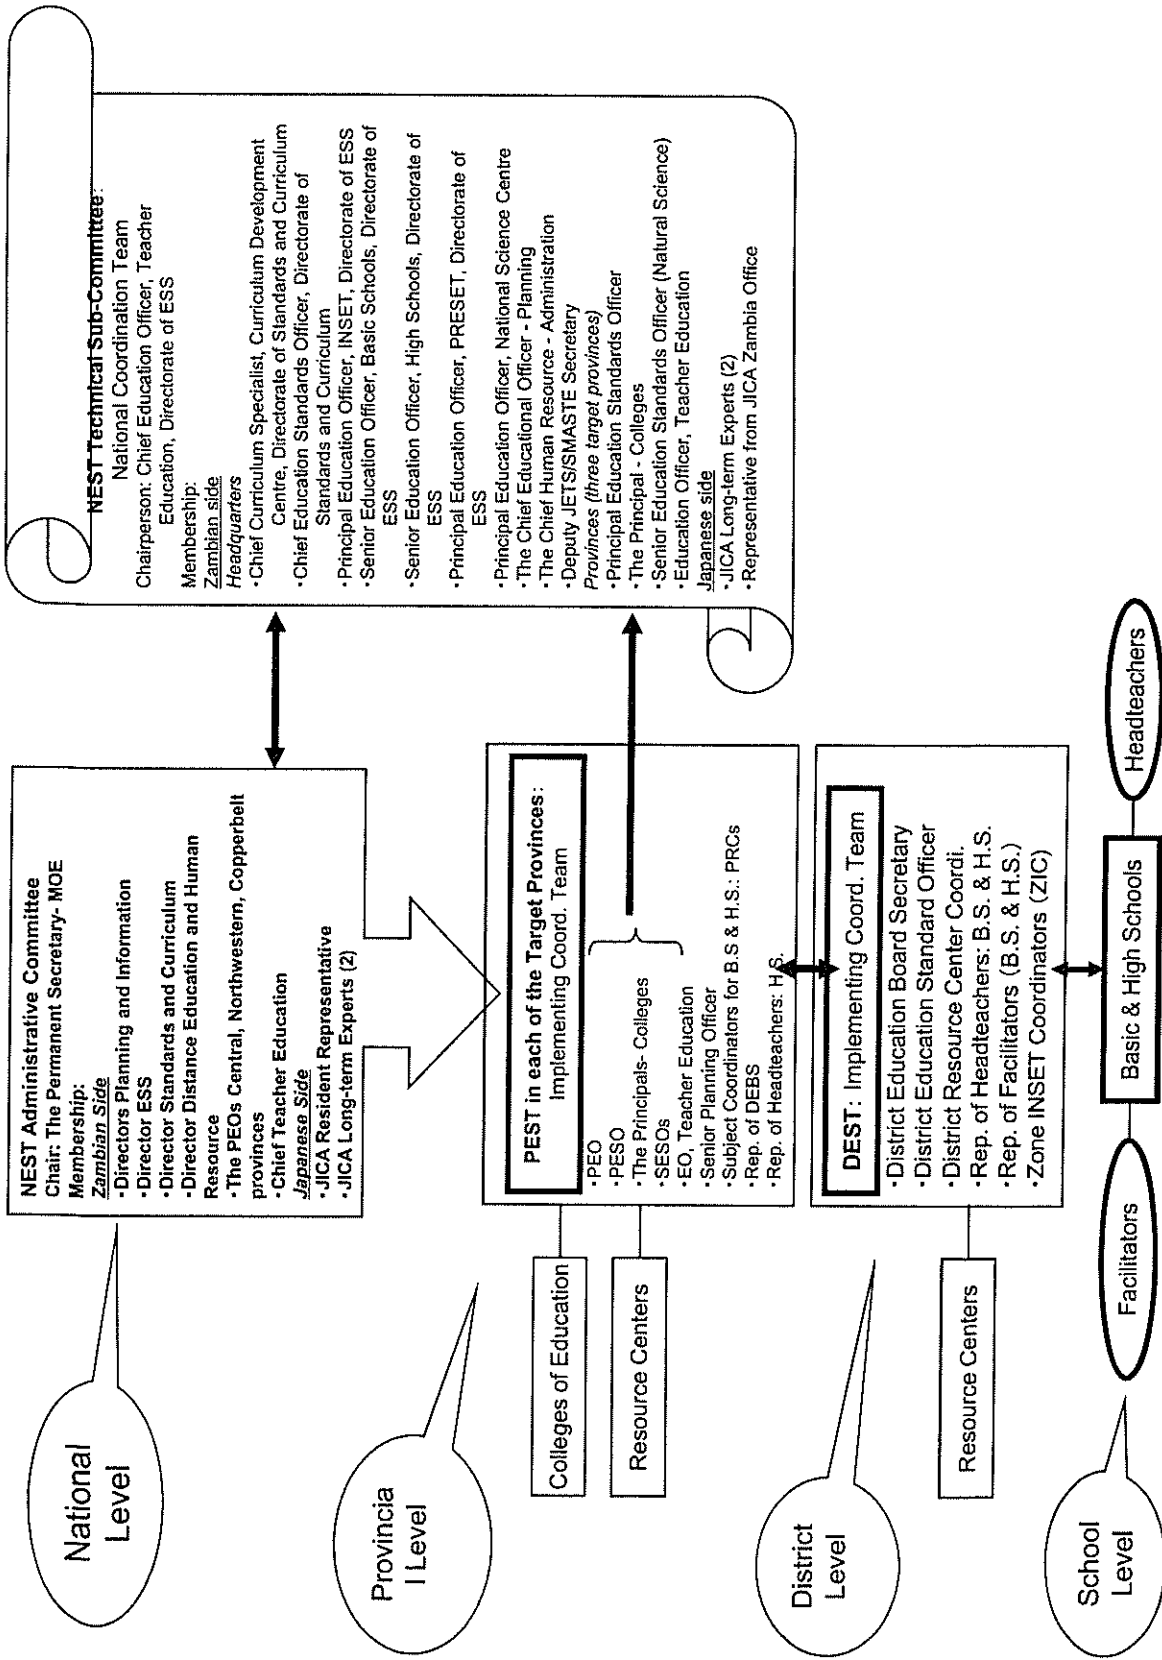 National
Level
NEST Administrative Committee
Chair: The Permanent Secretary- MOE
Membership:
Zambian Side
・Directors Planning and Information
・Director ESS
・Director Standards and Curriculum
・Director Distance Education and Human
Resource
・The PEOs Central, Northwestern, Copperbelt
provinces
・Chief Teacher Education
Japanese Side
・JICA Resident Representative
・JICA Long-term Experts (2)
NEST Technical Sub-Committee:
National Coordination Team
Chairperson: Chief Education Officer, Teacher
Education, Directorate of ESS
Membership:
Zambian side
Headquarters
・Chief Curriculum Specialist, Curriculum Development
Centre, Directorate of Standards and Curriculum
・Chief Education Standards Officer, Directorate of
Standards and Curriculum
・Principal Education Officer, INSET, Directorate of ESS
・Senior Education Officer, Basic Schools, Directorate of
ESS
・Senior Education Officer, High Schools, Directorate of
ESS
・Principal Education Officer, PRESET, Directorate of
ESS
・Principal Education Officer, National Science Centre
・The Chief Educational Officer - Planning
・The Chief Human Resource - Administration
・Deputy JETS/SMASTE Secretary
Provinces (three target provinces)
・Principal Education Standards Officer
・The Principal - Colleges
・Senior Education Standards Officer (Natural Science)
・Education Officer, Teacher Education
Japanese side
・JICA Long-term Experts (2)
・Representative from JICA Zambia Office
Provincia
l Level
Colleges of Education
Resource Centers
PEST in each of the Target Provinces:
Implementing Coord. Team
・PEO
・PESO
・The Principals- Colleges
・SESOs
・EO, Teacher Education
・Senior Planning Officer
・Subject Coordinators for B.S & H.S.: PRCs
・Rep. of DEBS
・Rep. of Headteachers: H.S.
District
Level
Resource Centers
DEST: Implementing Coord. Team
・District Education Board Secretary
・District Education Standard Officer
・District Resource Center Coordi.
・Rep. of Headteachers: B.S. & H.S.
・Rep. of Facilitators (B.S. & H.S.)
・Zone INSET Coordinators (ZIC)
School
Level
Facilitators
Basic & High Schools
Headteachers